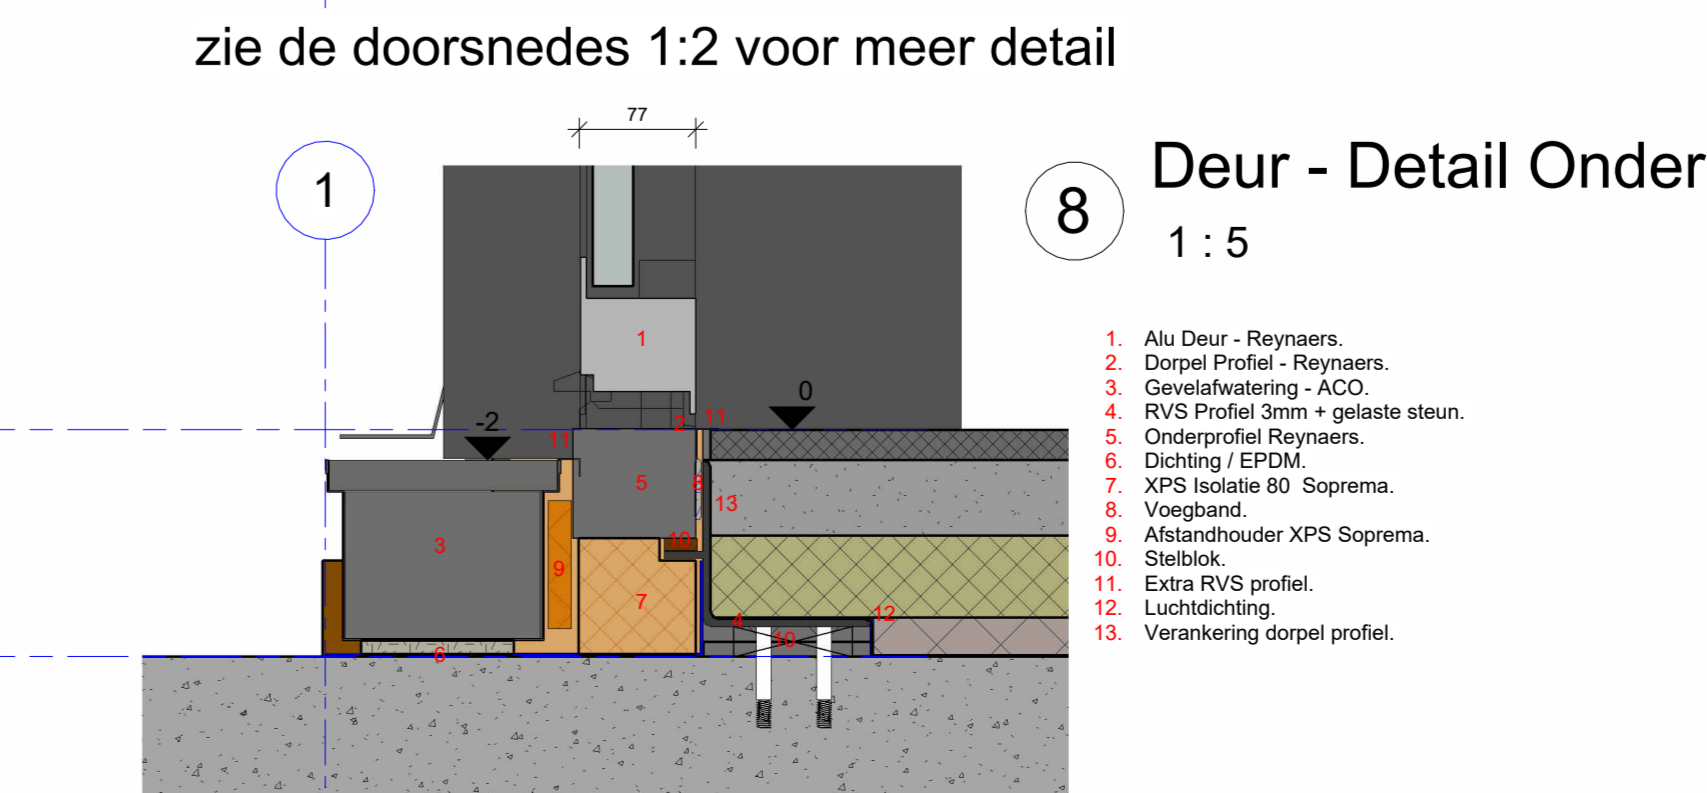 zie de doorsnedes 1:2 voor meer detail
77
1
8
Deur - Detail Onder
1 : 5
1
0
-2
2
11
11
5
8
13
3
10
9
7
12
4
10
6
1. Alu Deur - Reynaers.
2. Dorpel Profiel - Reynaers.
3. Gevelafwatering - ACO.
4. RVS Profiel 3mm + gelaste steun.
5. Onderprofiel Reynaers.
6. Dichting / EPDM.
7. XPS Isolatie 80 Soprema.
8. Voegband.
9. Afstandhouder XPS Soprema.
10. Stelblok.
11. Extra RVS profiel.
12. Luchtdichting.
13. Verankering dorpel profiel.